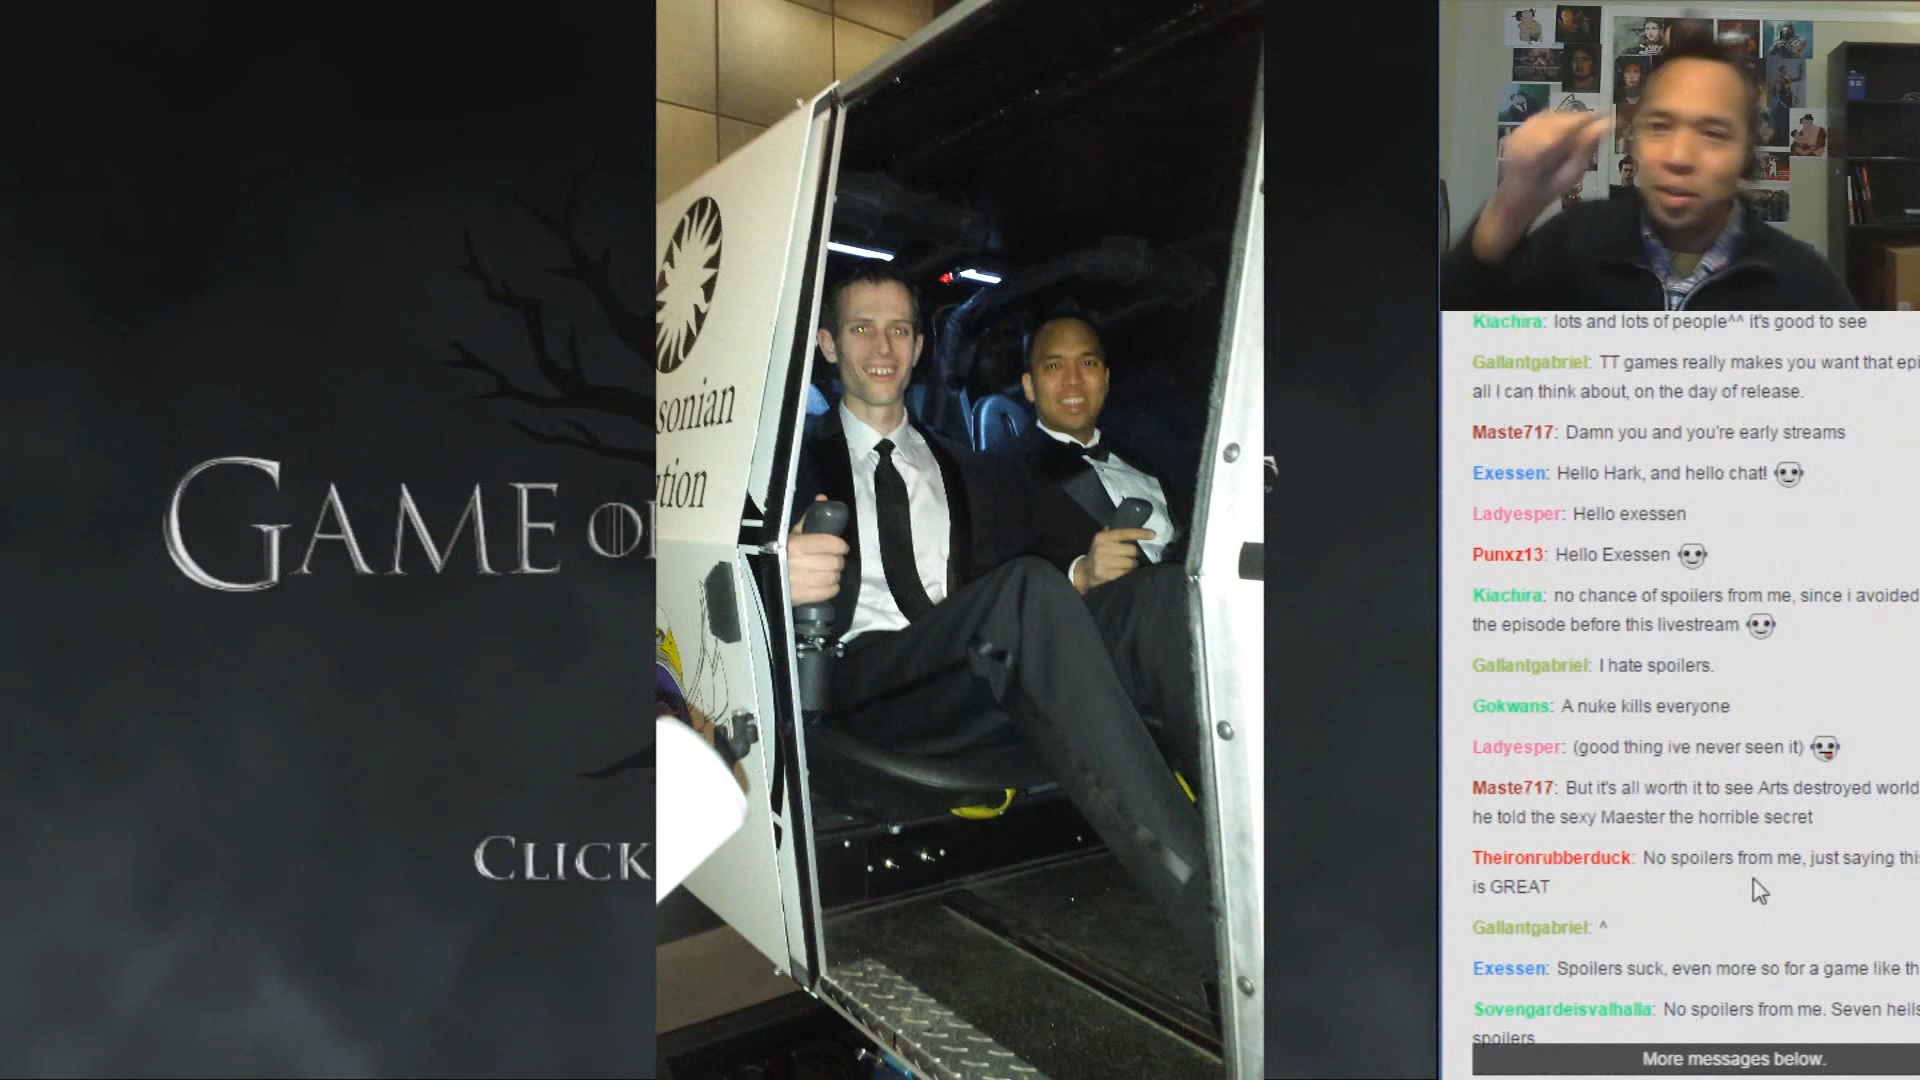 GAME OF
CLICK
sonian
tion
Kiachira: lots and lots of people^^ it's good to see
Gallantgabriel: TT games really makes you want that epi
all I can think about, on the day of release.
Maste717: Damn you and you're early streams
Exessen: Hello Hark, and hello chat!
Ladyesper: Hello exessen
Punxz13: Hello Exessen
Kiachira: no chance of spoilers from me, since i avoided
the episode before this livestream
Gallantgabriel: I hate spoilers.
Gokwans: A nuke kills everyone
Ladyesper: (good thing ive never seen it)
Maste717: But it's all worth it to see Arts destroyed world
he told the sexy Maester the horrible secret
Theironrubberduck: No spoilers from me, just saying this
is GREAT
Gallantgabriel: ^
Exessen: Spoilers suck, even more so for a game like th
Sovengardeisvalhalla: No spoilers from me. Seven hells
spoilers
More messages below.